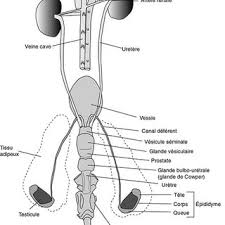 Artère rénale
Veine cave
Uretère
Vessie
Canal déférent
Vésicule séminale
Glande vésiculaire
Prostate
Glande bulbo-urétrale
(glande de Cowper)
Urètre
Tissu
adipeux
Tête
Corps
Épididyme
Queue
Testicule